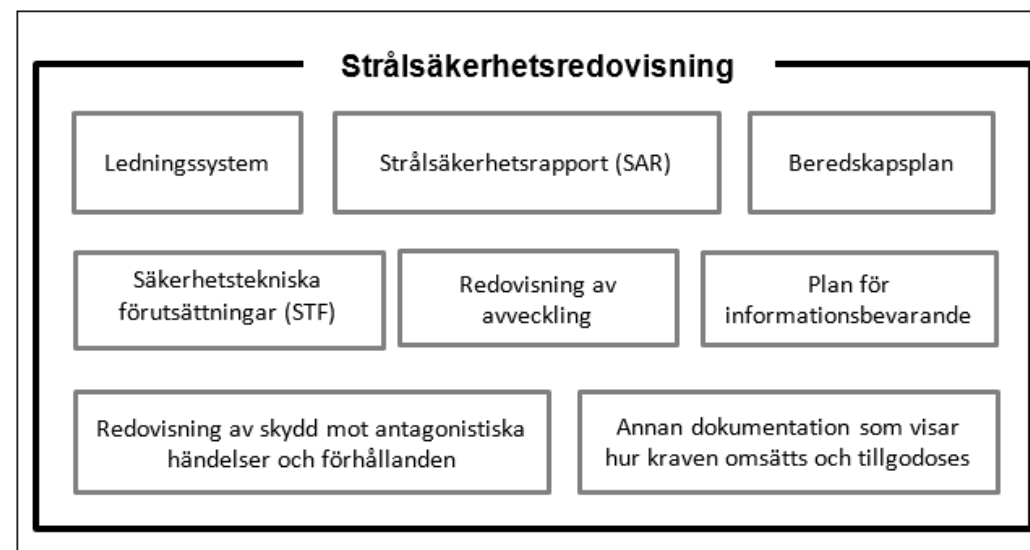 Strålsäkerhetsredovisning
Ledningssystem
Strålsäkerhetsrapport (SAR)
Beredskapsplan
Säkerhetstekniska
förutsättningar (STF)
Redovisning av
avveckling
Plan för
informationsbevarande
Redovisning av skydd mot antagonistiska
händelser och förhållanden
Annan dokumentation som visar
hur kraven omsätts och tillgodoses